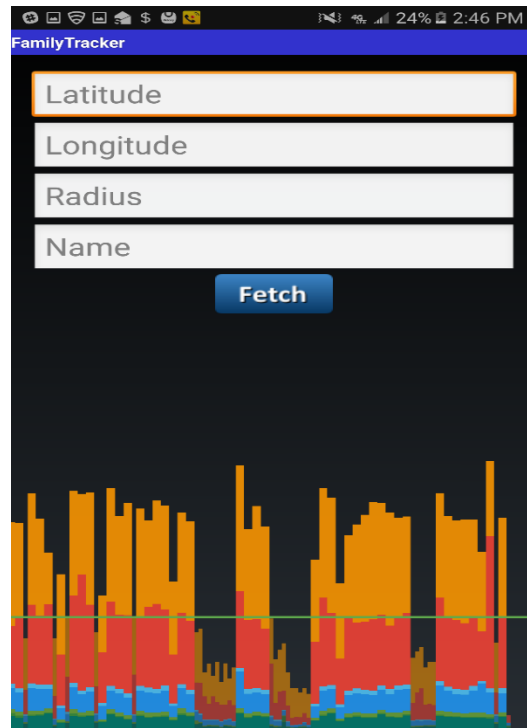 24% 2:46 PM
FamilyTracker
Latitude
Longitude
Radius
Name
Fetch